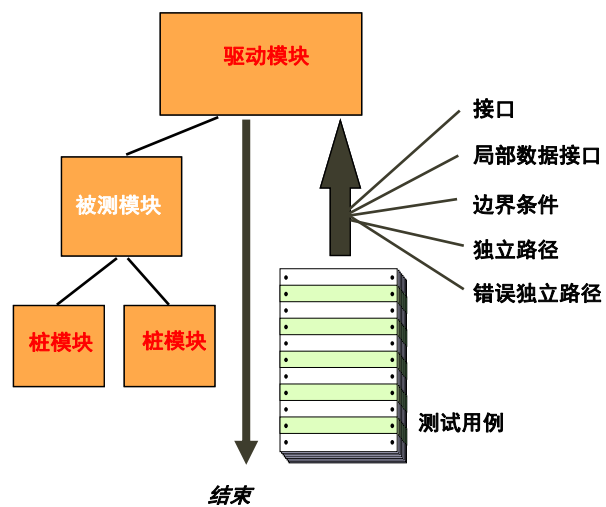 驱动模块
接口
局部数据接口
被测模块
边界条件
独立路径
错误独立路径
桩模块
桩模块
测试用例
结束